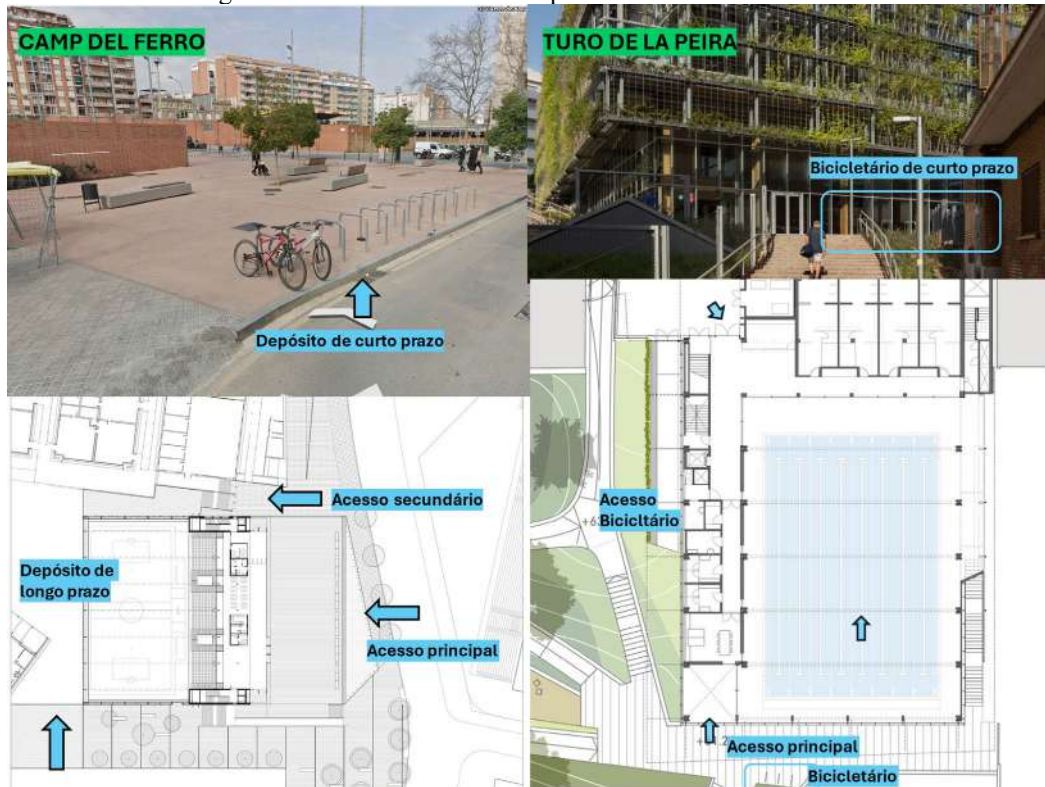 CAMP DEL FERRO
Depósito de curto prazo
Acesso secundário
Depósito de
longo prazo
Acesso principal
TURO DE LA PEIRA
Bicicletário de curto prazo
Acesso
Bicicltário
Acesso principal
Bicicletário